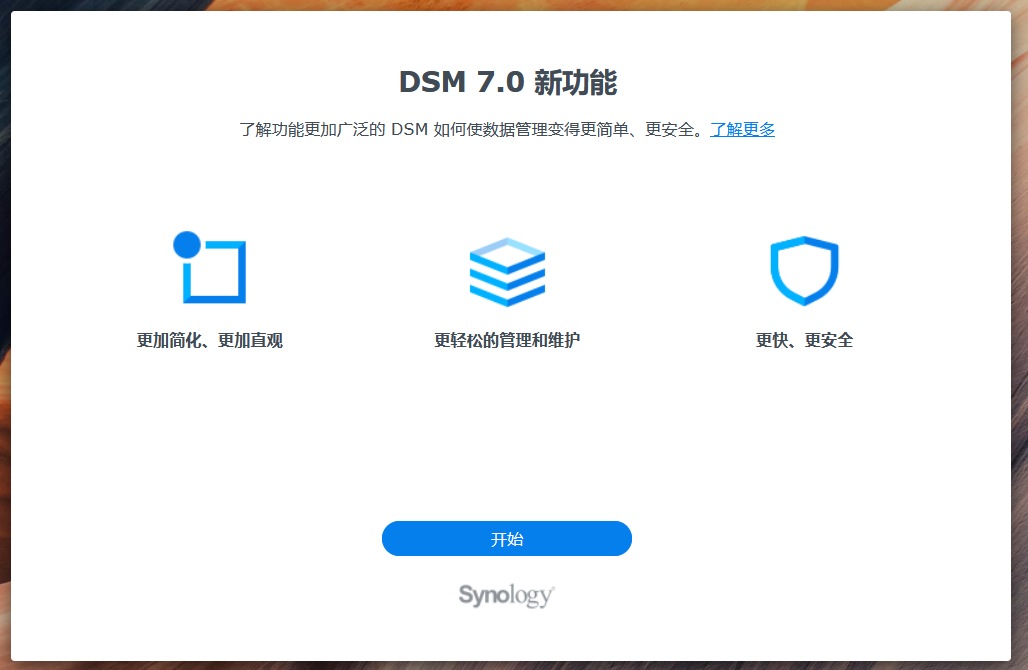 DSM 7.0 新功能
了解功能更加广泛的 DSM 如何使数据管理变得更简单、更安全。了解更多
更加简化、更加直观
更轻松的管理和维护
更快、更安全
开始
Synology